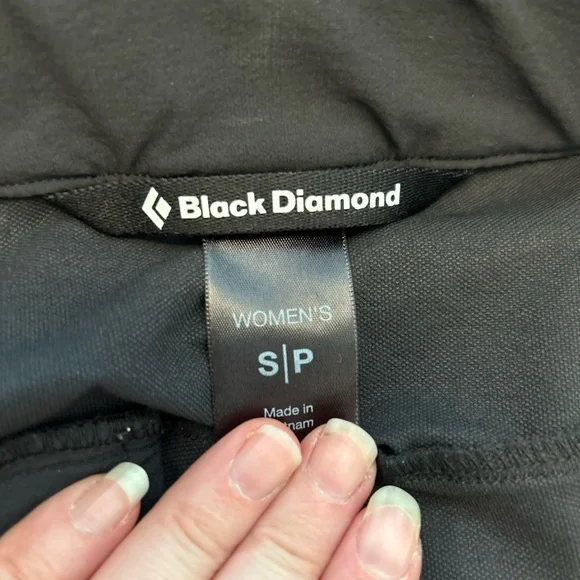 Black Diamond
WOMEN'S
S|P
Made in